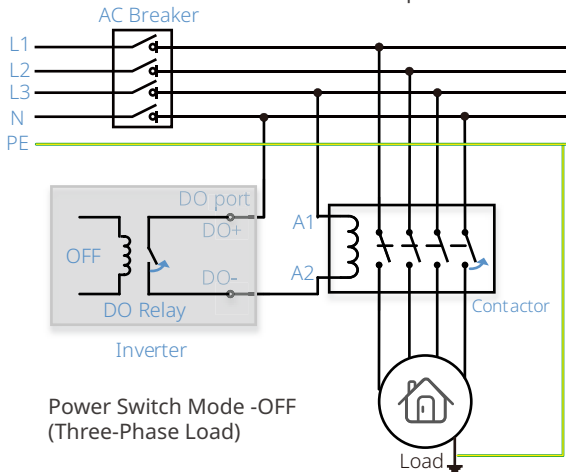 AC Breaker
L1
L2
L3
N
PE
DO port
DO+
A1
OFF
DO-
A2
DO Relay
Contactor
Inverter
Power Switch Mode -OFF
(Three-Phase Load)
Load